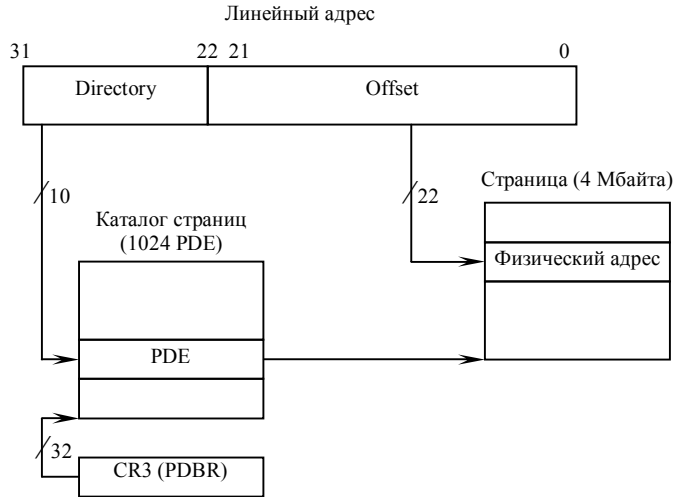 Линейный адрес
31 22 21 0
Directory Offset
10 22
Страница (4 Мбайта)
Каталог страниц
(1024 PDE)
Физический адрес
PDE
32
CR3 (PDBR)